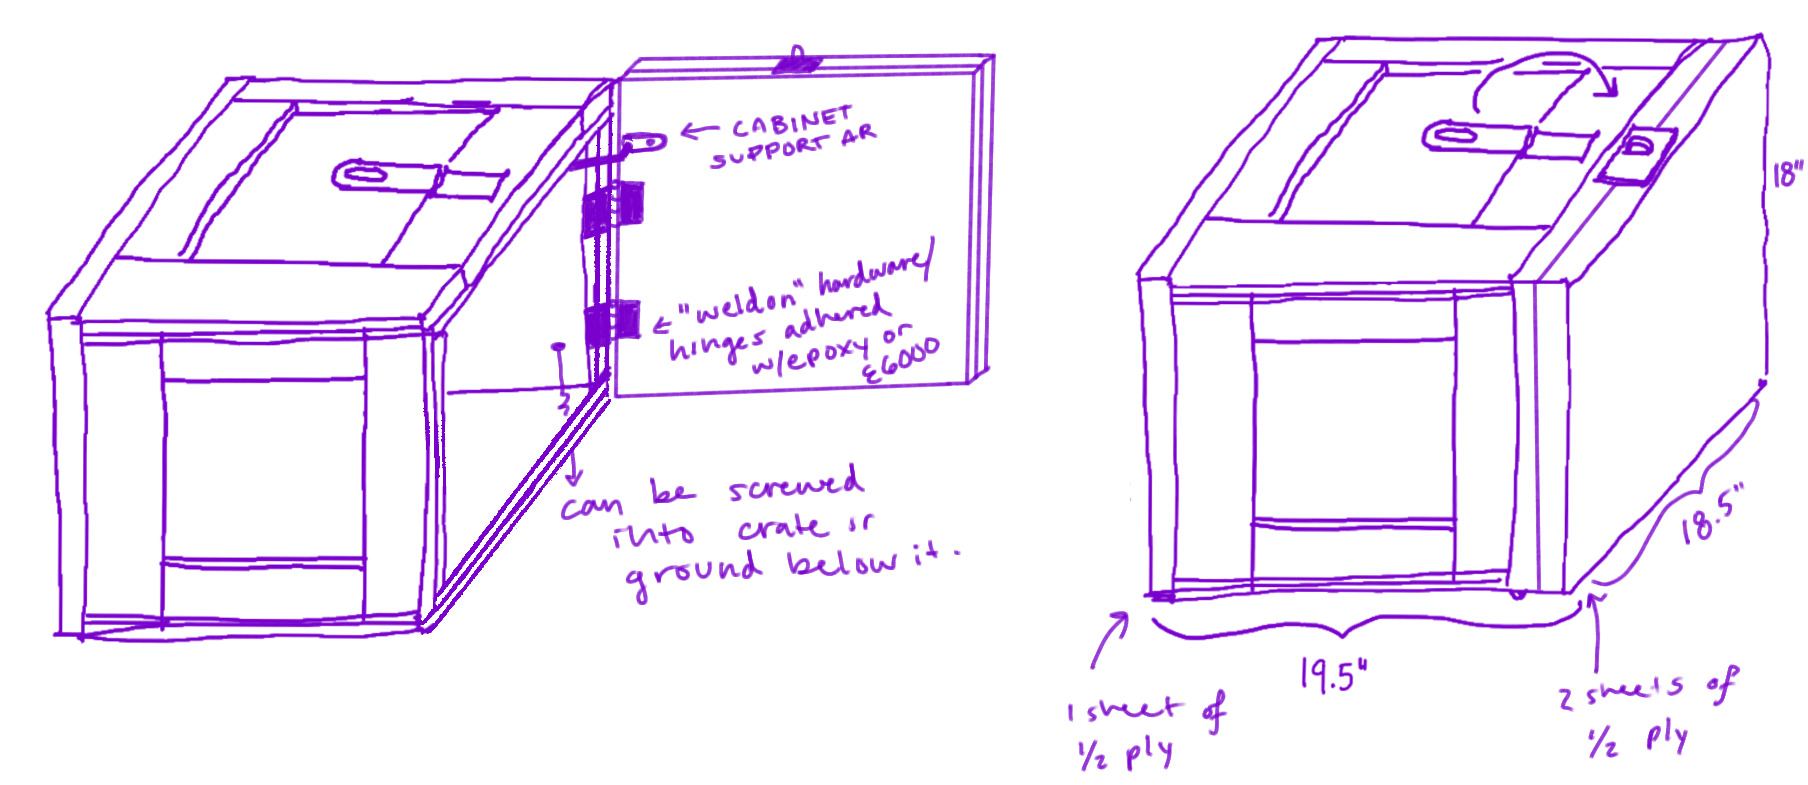 ← CABINET
SUPPORT AR
← "weldon" hardware/
hinges adhered
w/epoxy or
E6000
can be screwed
into crate or
ground below it.
18"
18.5"
19.5"
1 sheet of
1/2 ply
2 sheets of
1/2 ply